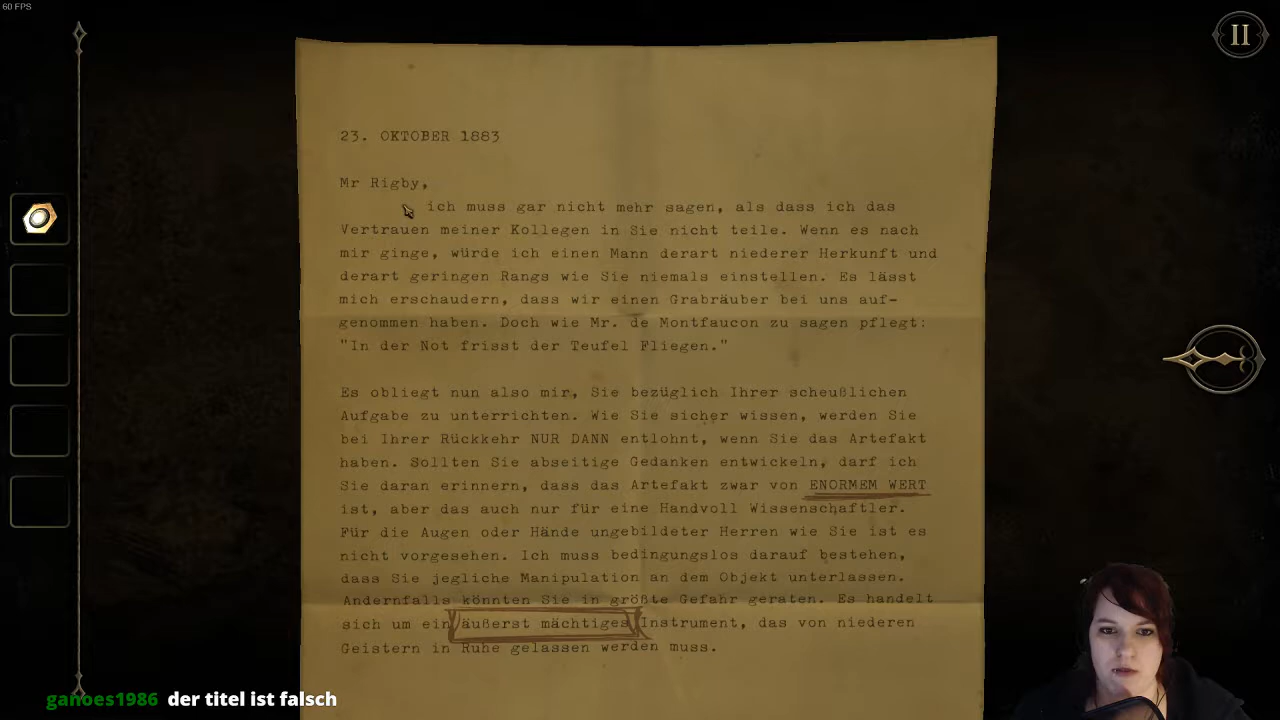 60 FPS
23. OKTOBER 1883
Mr Rigby,
ich muss gar nicht mehr sagen, als dass ich das
Vertrauen meiner Kollegen in Sie nicht teile. Wenn es nach
mir ginge, würde ich einen Mann derart niederer Herkunft und
derart geringen Rangs wie Sie niemals einstellen. Es lässt
mich erschaudern, dass wir einen Grabräuber bei uns auf-
genommen haben. Doch wie Mr. de Montfaucon zu sagen pflegt:
"In der Not frisst der Teufel Fliegen."
Es obliegt nun also mir, Sie bezüglich Ihrer scheußlichen
Aufgabe zu unterrichten. Wie Sie sicher wissen, werden Sie
bei Ihrer Rückkehr NUR DANN entlohnt, wenn Sie das Artefakt
haben. Sollten Sie abseitige Gedanken entwickeln, darf ich
Sie daran erinnern, dass das Artefakt zwar von ENORMEM WERT
ist, aber das auch nur für eine Handvoll Wissenschaftler.
Für die Augen oder Hände ungebildeter Herren wie Sie ist es
nicht vorgesehen. Ich muss bedingungslos darauf bestehen,
dass Sie jegliche Manipulation an dem Objekt unterlassen.
Andernfalls könnten Sie in größte Gefahr geraten. Es handelt
sich um ein äußerst mächtiges Instrument, das von niederen
Geistern in Ruhe gelassen werden muss.
ganoes1986 der titel ist falsch